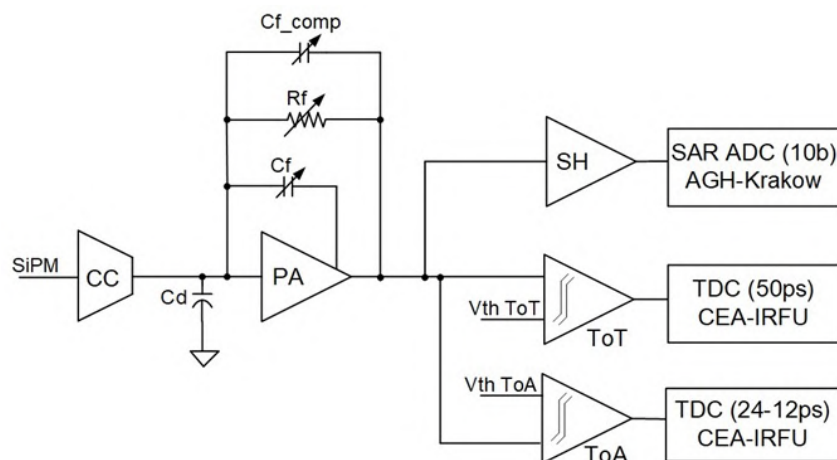 Cf_comp
Rf
Cf
SiPM
CC
Cd
PA
SH
SAR ADC (10b)
AGH-Krakow
Vth ToT
ToT
TDC (50ps)
CEA-IRFU
Vth ToA
ToA
TDC (24-12ps)
CEA-IRFU